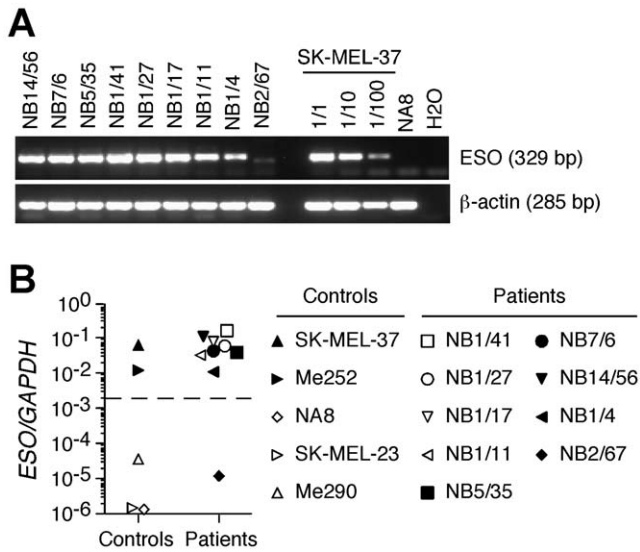 A
NB14/56 NB7/6 NB5/35 NB1/41 NB1/27 NB1/17 NB1/11 NB1/4 NB2/67
SK-MEL-37
1/1 1/10 1/100 NA8 H2O
ESO (329 bp)
β-actin (285 bp)
B
ESO/GAPDH
10⁰
10⁻¹
10⁻²
10⁻³
10⁻⁴
10⁻⁵
10⁻⁶
Controls Patients
Controls Patients
SK-MEL-37 NB1/41 NB7/6
Me252 NB1/27 NB14/56
NA8 NB1/17 NB1/4
SK-MEL-23 NB1/11 NB2/67
Me290 NB5/35